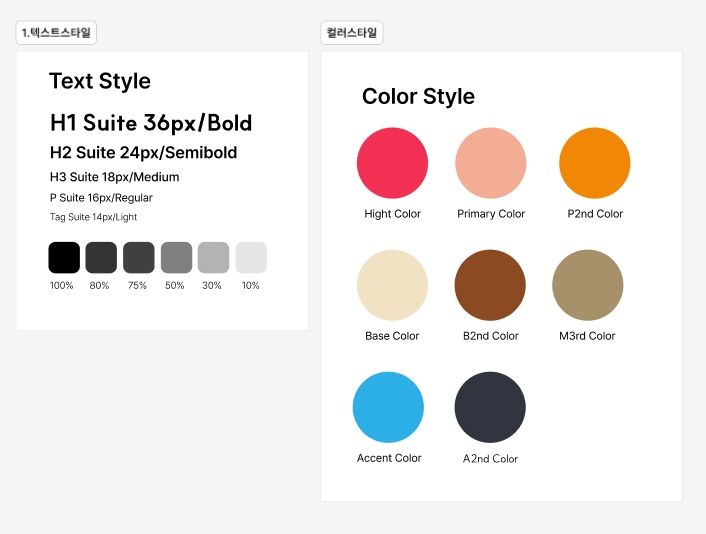 1.텍스트스타일
Text Style
H1 Suite 36px/Bold
H2 Suite 24px/Semibold
H3 Suite 18px/Medium
P Suite 16px/Regular
Tag Suite 14px/Light
100% 80% 75% 50% 30% 10%
컬러스타일
Color Style
Hight Color Primary Color P2nd Color
Base Color B2nd Color M3rd Color
Accent Color A2nd Color